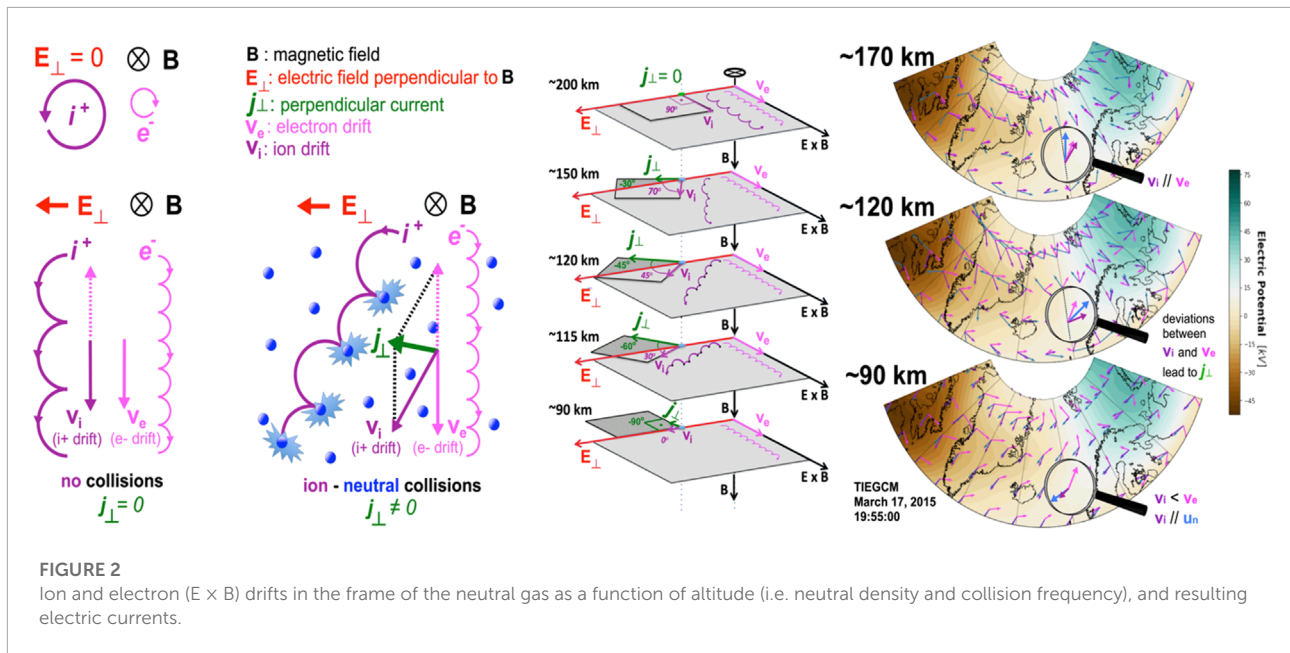 E⊥ = 0 ⊗ B
i+ e-
B : magnetic field
E⊥: electric field perpendicular to B
j⊥: perpendicular current
Ve: electron drift
Vi: ion drift
E⊥ ⊗ B
i+ e-
Vi Ve
(i+ drift) (e- drift)
no collisions
j⊥= 0
E⊥ ⊗ B
i+ e-
j⊥
Vi Ve
(i+ drift) (e- drift)
ion - neutral collisions
j⊥ ≠ 0
~200 km
j⊥= 0
90°
Vi
Ve
E⊥
B
E x B
~150 km
j⊥
-30°
70°
Vi
Ve
E⊥
B
E x B
~120 km
j⊥
-45°
45°
Vi
Ve
E⊥
B
E x B
~115 km
j⊥
-60°
30°
Vi
Ve
E⊥
B
E x B
~90 km
-90°
0°
Vi
Ve
E⊥
B
E x B
~170 km
Vi // Ve
~120 km
deviations
between
Vi and Ve
lead to j⊥
~90 km
TIEGCM
March 17, 2015
19:55:00
Vi < Ve
Vi // un
75
60
45
30
15
0
-15
-30
-45
Electric Potential [kV]
FIGURE 2
Ion and electron (E × B) drifts in the frame of the neutral gas as a function of altitude (i.e. neutral density and collision frequency), and resulting
electric currents.